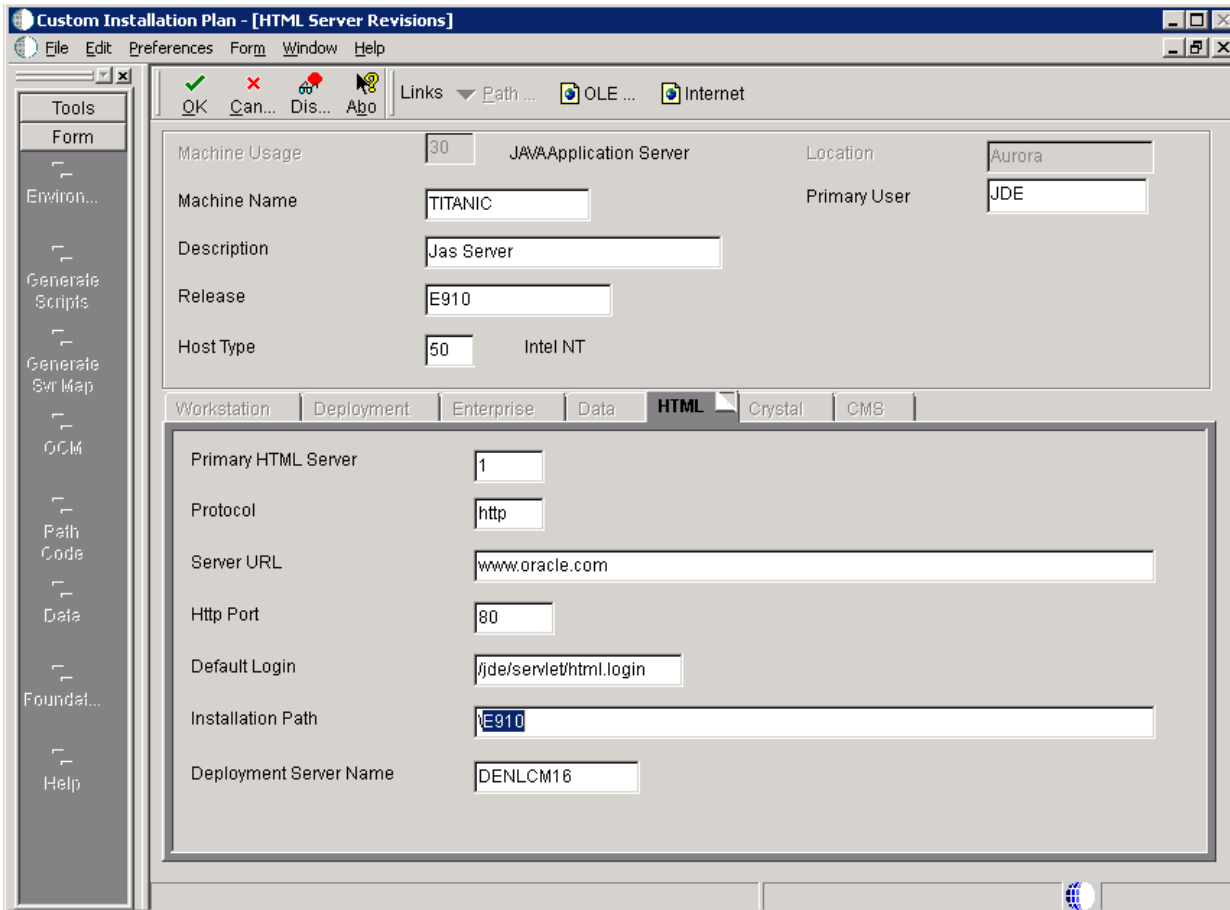 Custom Installation Plan - [HTML Server Revisions]
File Edit Preferences Form Window Help
OK Can... Dis... Abo Links Path ... OLE ... Internet
Tools
Form
Environ...
Generate
Scripts
Generate
Svr Map
OCM
Path
Code
Data
Foundat...
Help
Machine Usage 30 JAVA Application Server Location Aurora
Machine Name TITANIC Primary User JDE
Description Jas Server
Release E910
Host Type 50 Intel NT
Workstation Deployment Enterprise Data HTML Crystal CMS
Primary HTML Server 1
Protocol http
Server URL www.oracle.com
Http Port 80
Default Login /jde/servlet/html.login
Installation Path \E910
Deployment Server Name DENLCM16